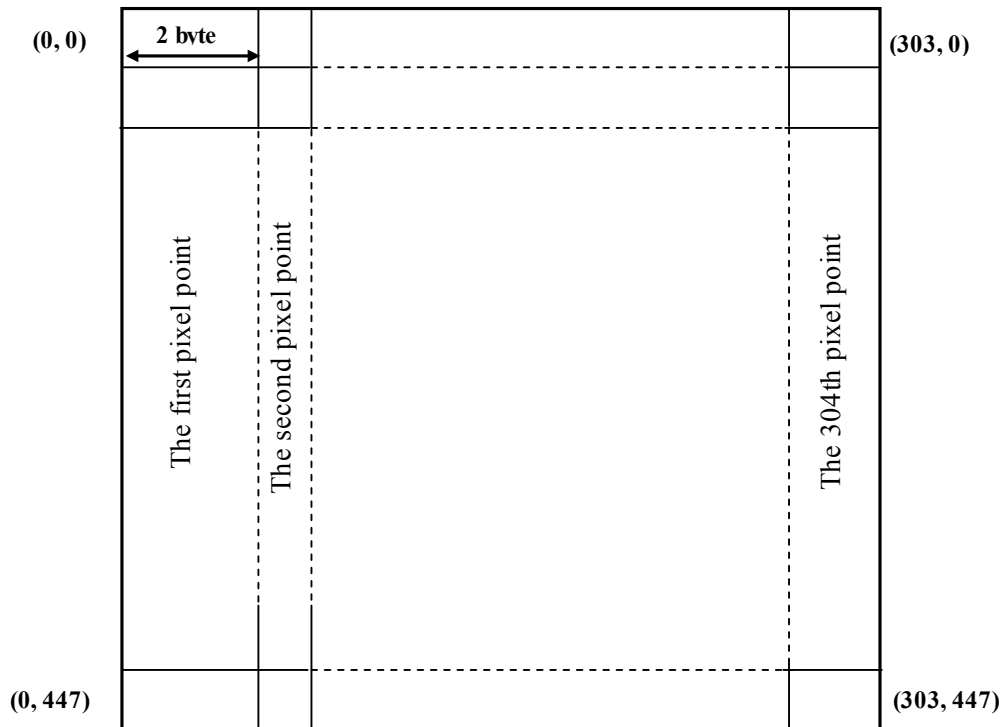 (0, 0)
2 byte
(303, 0)
The first pixel point
The second pixel point
The 304th pixel point
(0, 447)
(303, 447)